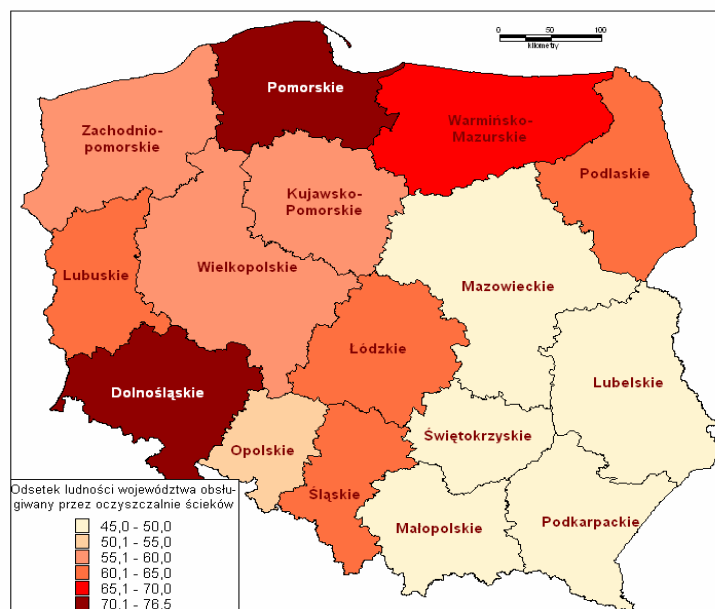 0 50 100
kilometry
Pomorskie
Warmińsko-
Mazurskie
Zachodnio-
pomorskie
Podlaskie
Kujawsko-
Pomorskie
Lubuskie
Wielkopolskie
Mazowieckie
Lódzkie
Lubelskie
Dolnośląskie
Opolskie
Świętokrzyskie
Śląskie
Malopolskie
Podkarpackie
Odsetek ludności województwa obsłu-
giwany przez oczyszczalnie ścieków
45,0 - 50,0
50,1 - 55,0
55,1 - 60,0
60,1 - 65,0
65,1 - 70,0
70,1 - 76,5